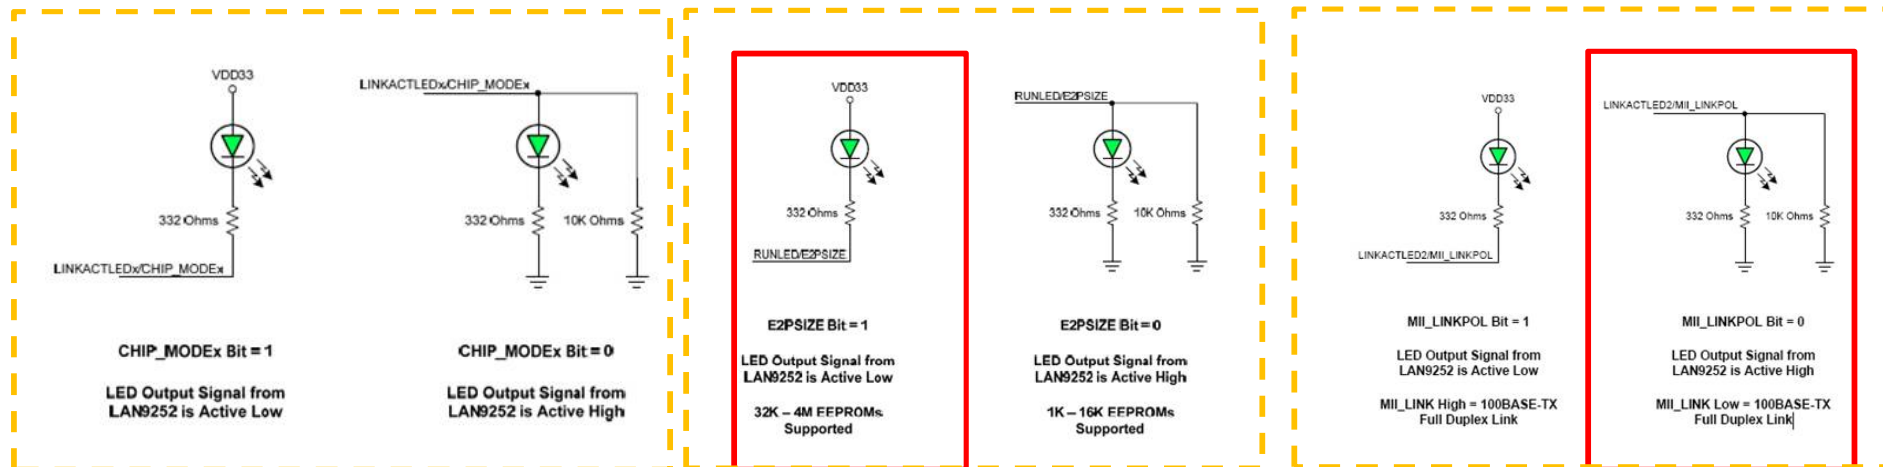 VDD33
332 Ohms
LINKACTLEDx/CHIP_MODEx
CHIP_MODEx Bit = 1
LED Output Signal from
LAN9252 is Active Low
LINKACTLEDx/CHIP_MODEx
332 Ohms
10K Ohms
CHIP_MODEx Bit = 0
LED Output Signal from
LAN9252 is Active High
VDD33
332 Ohms
RUNLED/E2PSIZE
E2PSIZE Bit = 1
LED Output Signal from
LAN9252 is Active Low
32K – 4M EEPROMs
Supported
RUNLED/E2PSIZE
332 Ohms
10K Ohms
E2PSIZE Bit = 0
LED Output Signal from
LAN9252 is Active High
1K – 16K EEPROMs
Supported
VDD33
332 Ohms
LINKACTLED2/MII_LINKPOL
MII_LINKPOL Bit = 1
LED Output Signal from
LAN9252 is Active Low
MII_LINK High = 100BASE-TX
Full Duplex Link
LINKACTLED2/MII_LINKPOL
332 Ohms
10K Ohms
MII_LINKPOL Bit = 0
LED Output Signal from
LAN9252 is Active High
MII_LINK Low = 100BASE-TX
Full Duplex Link